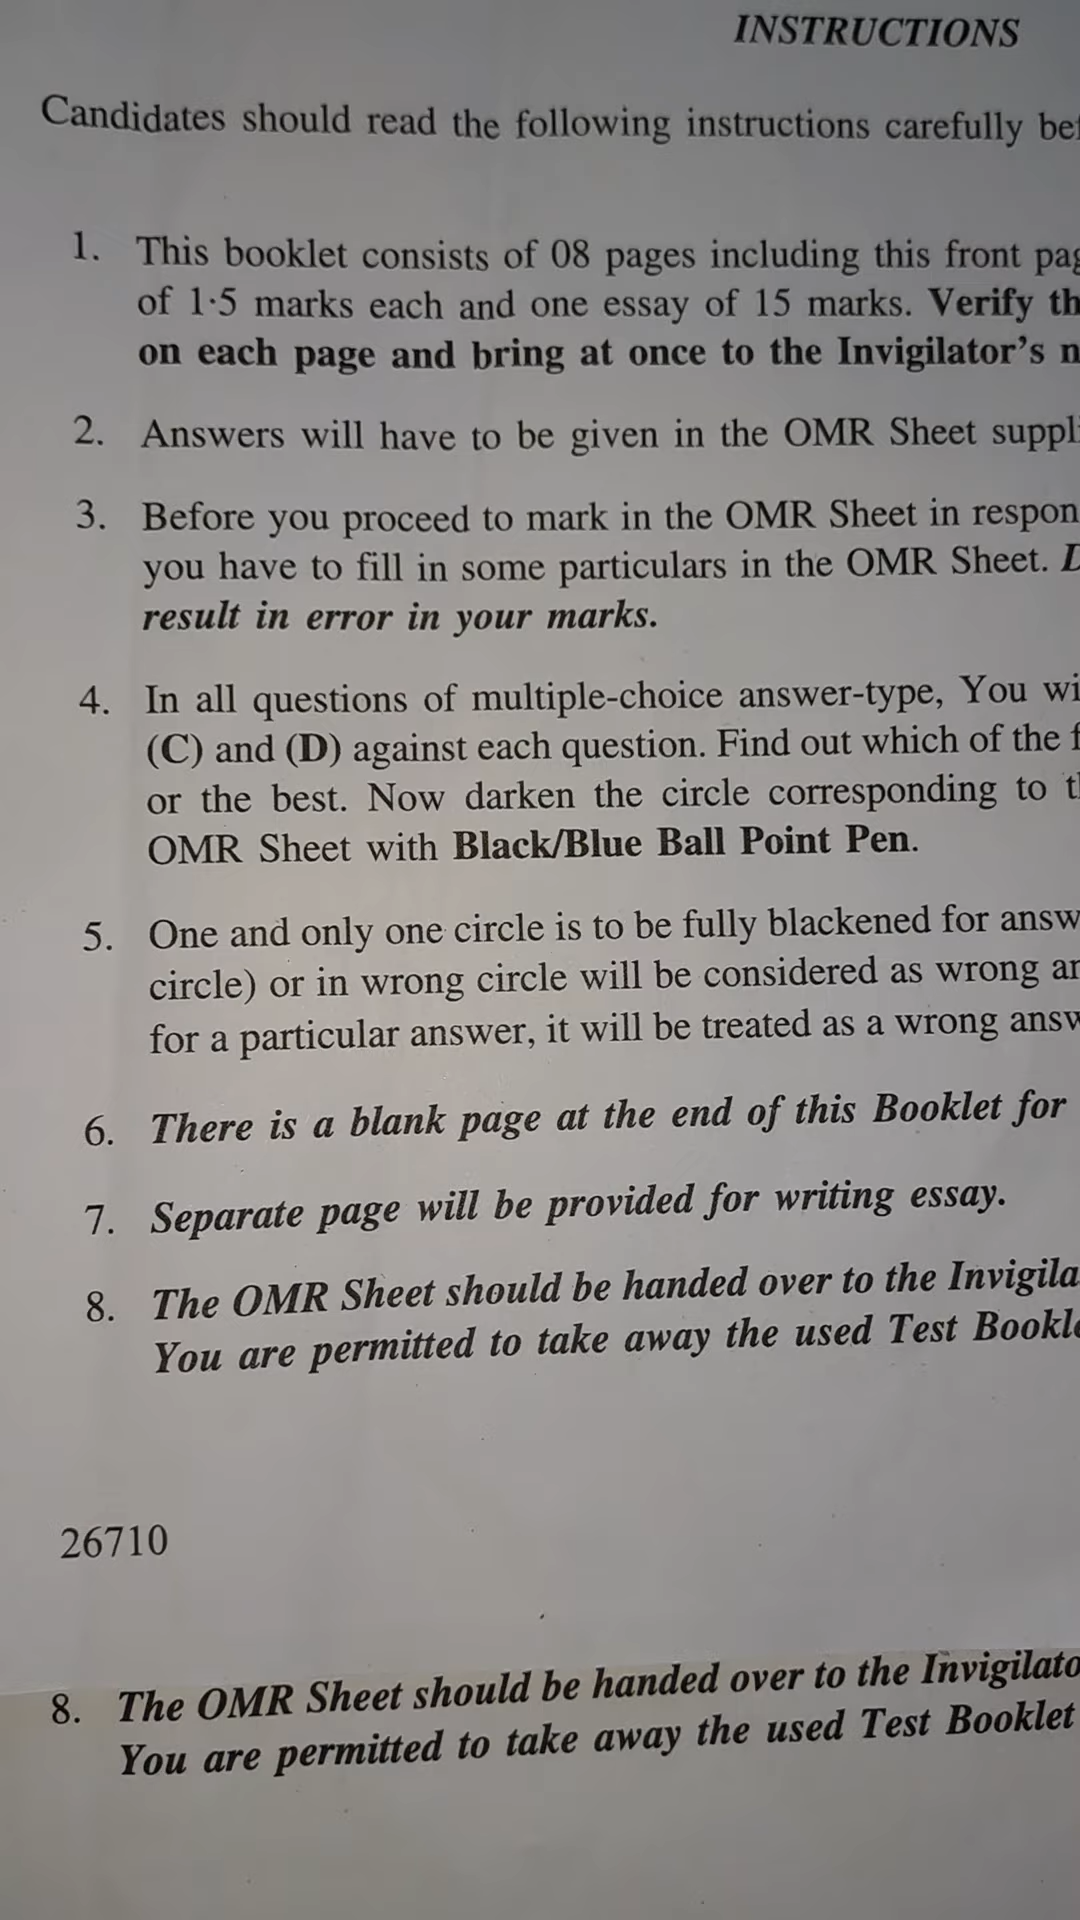 INSTRUCTIONS
Candidates should read the following instructions carefully
1. This booklet consists of 08 pages including this front
of 1·5 marks each and one essay of 15 marks. Verify
on each page and bring at once to the Invigilator's
2. Answers will have to be given in the OMR Sheet
3. Before you proceed to mark in the OMR Sheet in
you have to fill in some particulars in the OMR Sheet.
result in error in your marks.
4. In all questions of multiple-choice answer-type, You
(C) and (D) against each question. Find out which of the
or the best. Now darken the circle corresponding to
OMR Sheet with Black/Blue Ball Point Pen.
5. One and only one circle is to be fully blackened for
circle) or in wrong circle will be considered as wrong
for a particular answer, it will be treated as a wrong
6. There is a blank page at the end of this Booklet for
7. Separate page will be provided for writing essay.
8. The OMR Sheet should be handed over to the
You are permitted to take away the used Test
26710
8. The OMR Sheet should be handed over to the
You are permitted to take away the used Test Booklet